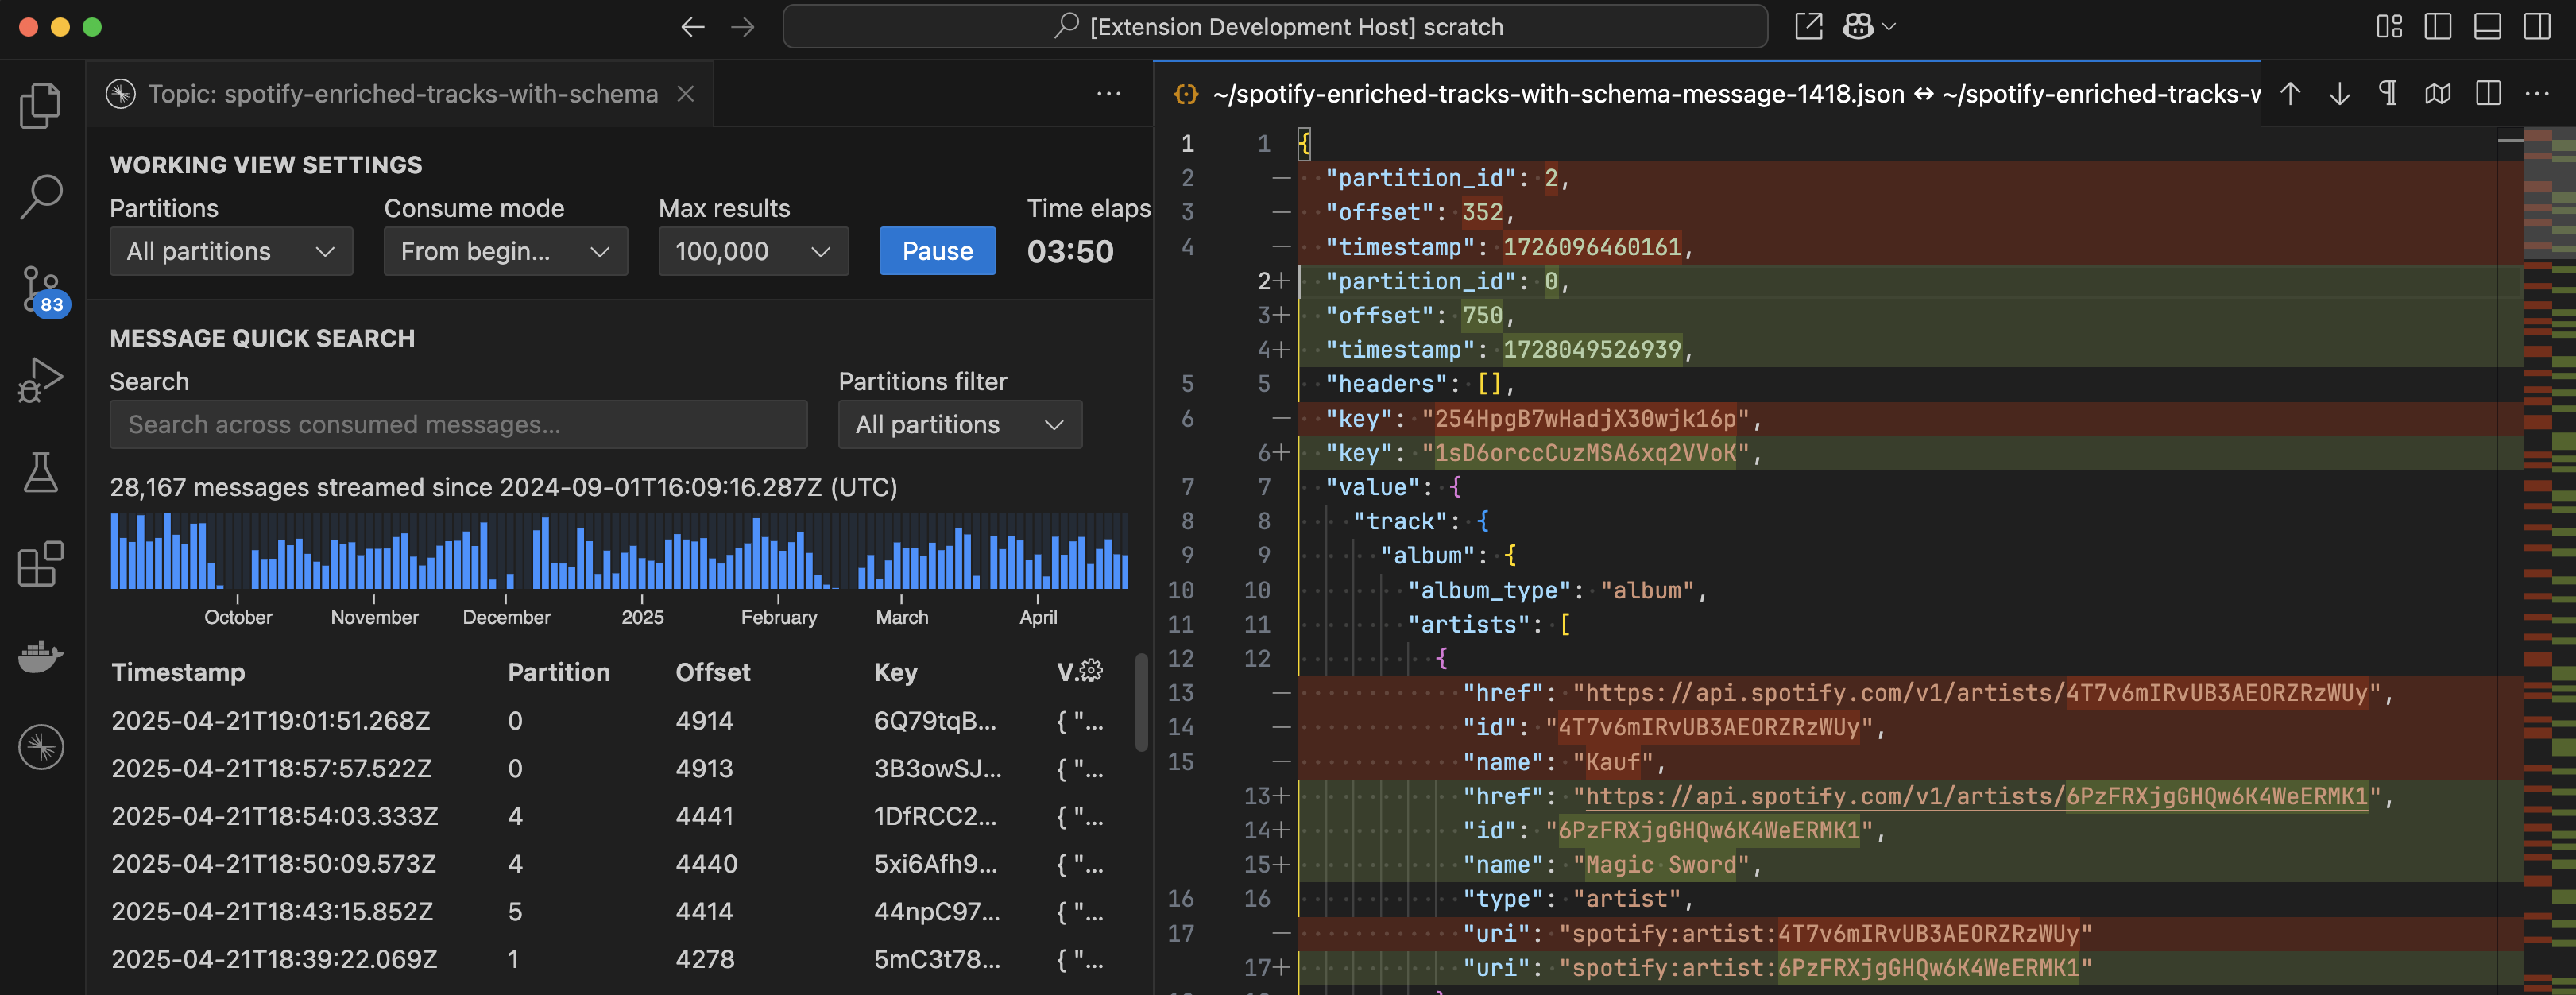 [Extension Development Host] scratch
Topic: spotify-enriched-tracks-with-schema
83
WORKING VIEW SETTINGS
Partitions Consume mode Max results Time elaps
All partitions From begin... 100,000 Pause 03:50
MESSAGE QUICK SEARCH
Search Partitions filter
Search across consumed messages... All partitions
28,167 messages streamed since 2024-09-01T16:09:16.287Z (UTC)
October November December 2025 February March April
Timestamp Partition Offset Key V.
2025-04-21T19:01:51.268Z 0 4914 6Q79tqB... { "...
2025-04-21T18:57:57.522Z 0 4913 3B3owSJ... { "...
2025-04-21T18:54:03.333Z 4 4441 1DfRCC2... { "...
2025-04-21T18:50:09.573Z 4 4440 5xi6Afh9... { "...
2025-04-21T18:43:15.852Z 5 4414 44npC97... { "...
2025-04-21T18:39:22.069Z 1 4278 5mC3t78... { "...
~/spotify-enriched-tracks-with-schema-message-1418.json ↔ ~/spotify-enriched-tracks-w
1 1 {
2 — "partition_id": 2,
3 — "offset": 352,
4 — "timestamp": 1726096460161,
2+ "partition_id": 0,
3+ "offset": 750,
4+ "timestamp": 1728049526939,
5 5 "headers": [],
6 — "key": "254HpgB7wHadjX30wjk16p",
6+ "key": "1sD6orccCuzMSA6xq2VVoK",
7 7 "value": {
8 8 "track": {
9 9 "album": {
10 10 "album_type": "album",
11 11 "artists": [
12 12 {
13 — "href": "https://api.spotify.com/v1/artists/4T7v6mIRvUB3AEORZRzWUy",
14 — "id": "4T7v6mIRvUB3AEORZRzWUy",
15 — "name": "Kauf",
13+ "href": "https://api.spotify.com/v1/artists/6PzFRXjgGHQw6K4WeERMK1",
14+ "id": "6PzFRXjgGHQw6K4WeERMK1",
15+ "name": "Magic Sword",
16 16 "type": "artist",
17 — "uri": "spotify:artist:4T7v6mIRvUB3AEORZRzWUy"
17+ "uri": "spotify:artist:6PzFRXjgGHQw6K4WeERMK1"